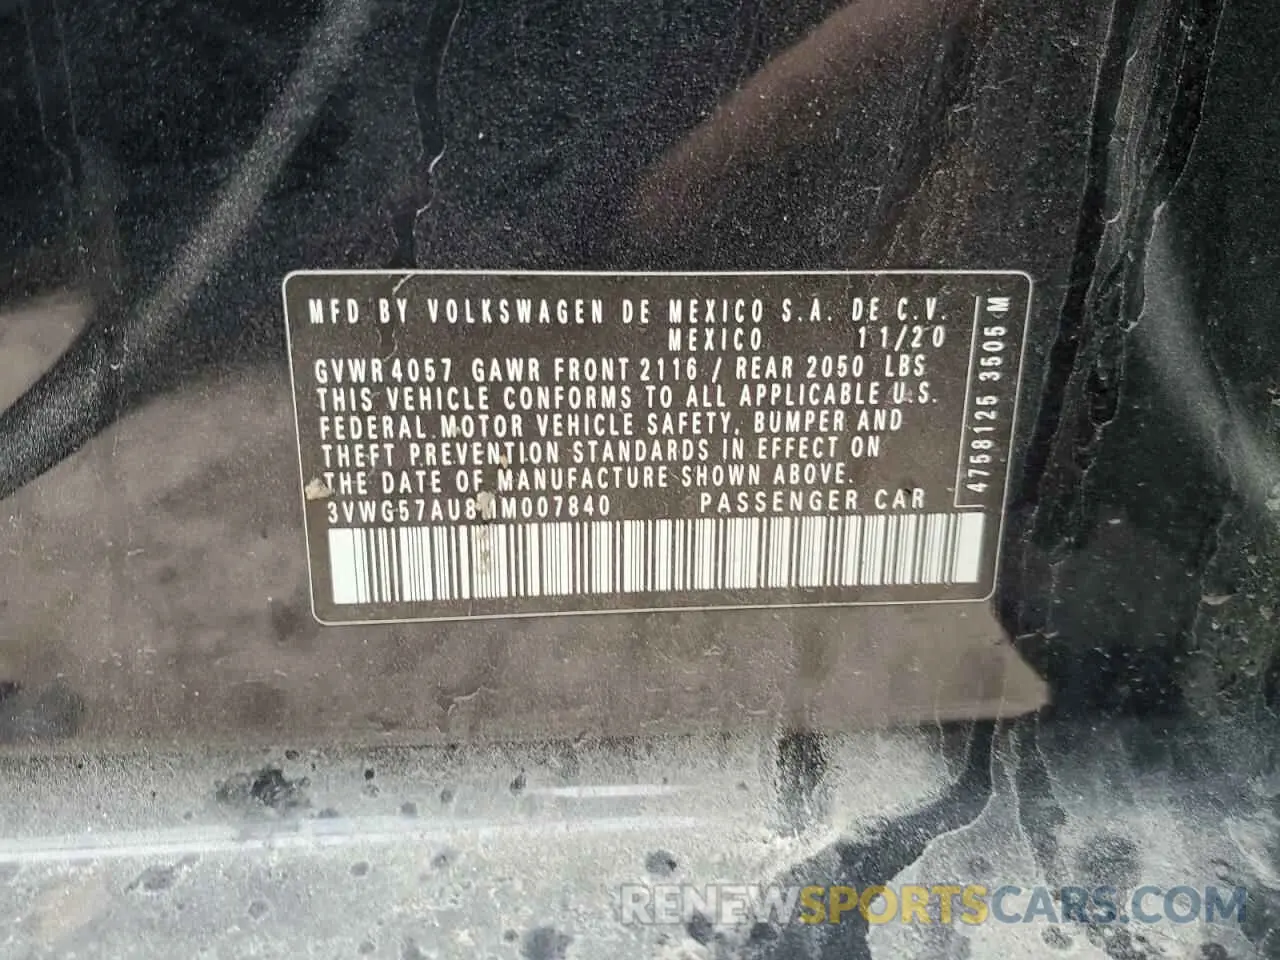 MFD BY VOLKSWAGEN DE MEXICO S.A. DE C.V.
MEXICO 11/20
GVWR 4057 GAWR FRONT 2116 / REAR 2050 LBS
THIS VEHICLE CONFORMS TO ALL APPLICABLE U.S.
FEDERAL MOTOR VEHICLE SAFETY, BUMPER AND
THEFT PREVENTION STANDARDS IN EFFECT ON
THE DATE OF MANUFACTURE SHOWN ABOVE.
3VWG57AU8MM007840 PASSENGER CAR
4758125 3505 M
RENEWSPORTSCARS.COM